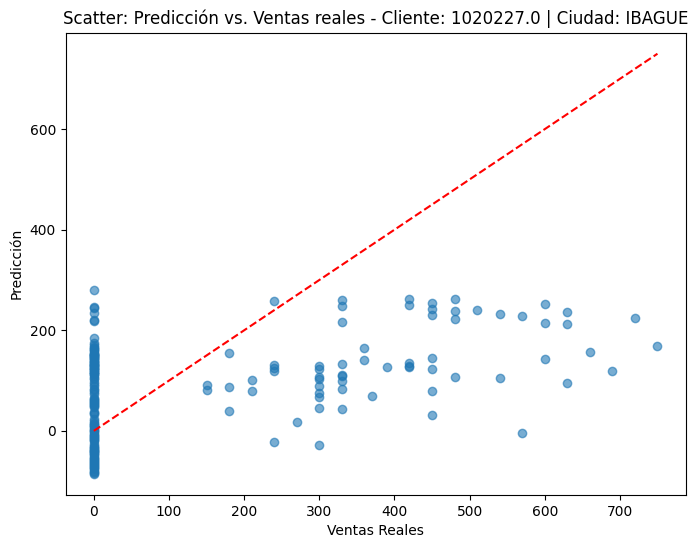 Scatter: Predicción vs. Ventas reales - Cliente: 1020227.0 | Ciudad: IBAGUE
Predicción
600
400
200
0
0 100 200 300 400 500 600 700
Ventas Reales